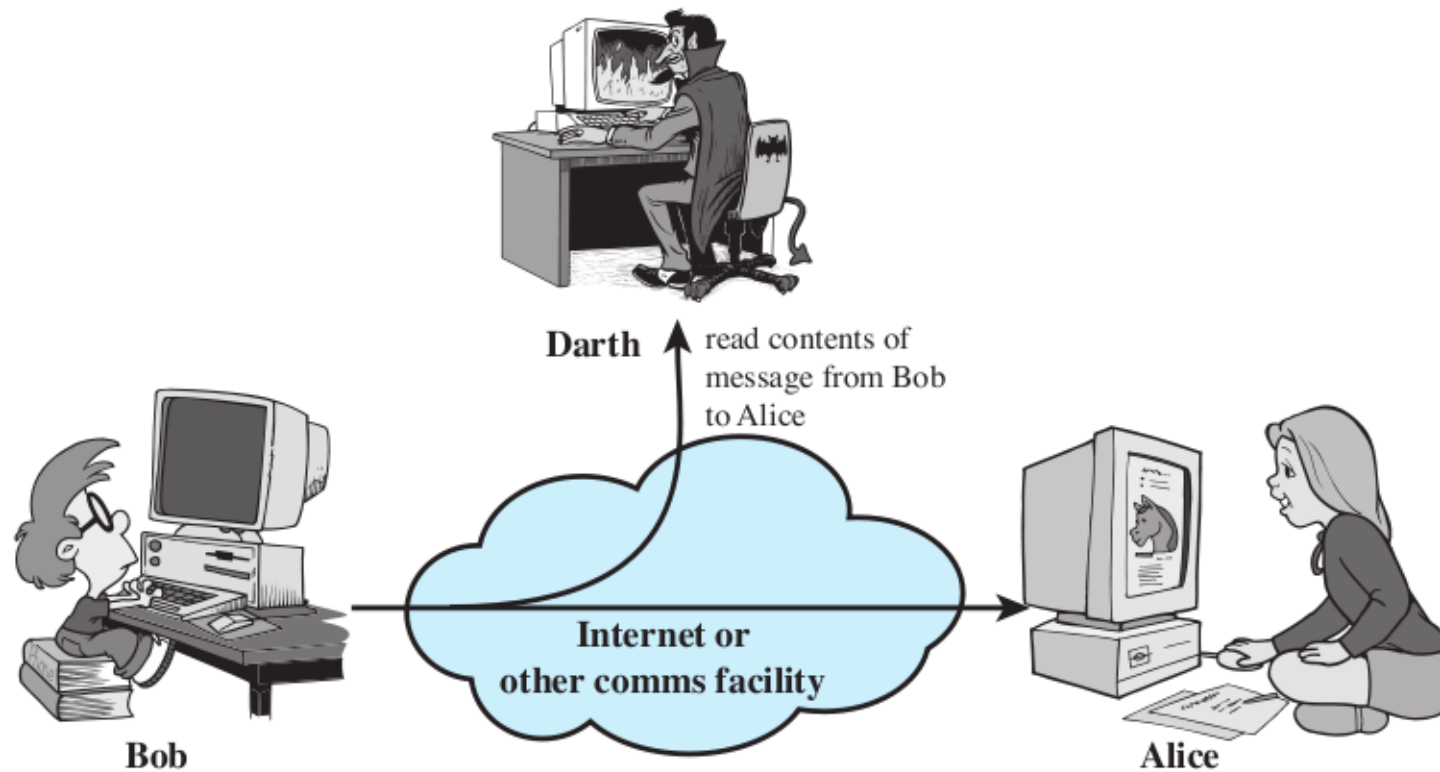 Darth
read contents of
message from Bob
to Alice
Internet or
other comms facility
Bob
Alice